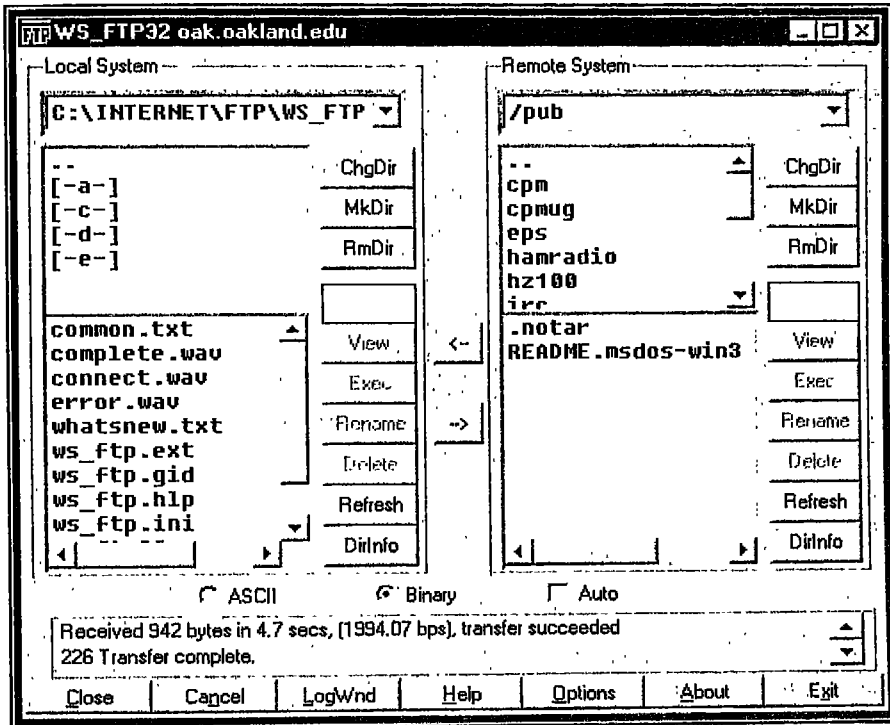 FTP WS_FTP32 oak.oakland.edu
Local System
C:\INTERNET\FTP\WS_FTP
..
[-a-]
[-c-]
[-d-]
[-e-]
ChgDir
MkDir
RmDir
common.txt
complete.wav
connect.wav
error.wav
whatsnew.txt
ws_ftp.ext
ws_ftp.gid
ws_ftp.hlp
ws_ftp.ini
View
Exec
Rename
Delete
Refresh
DirInfo
<--
-->
Remote System
/pub
..
cpm
cpmug
eps
hamradio
hz100
irc
ChgDir
MkDir
RmDir
.notar
README.msdos-win3
View
Exec
Rename
Delete
Refresh
DirInfo
ASCII
Binary
Auto
Received 942 bytes in 4.7 secs, (1994.07 bps), transfer succeeded
226 Transfer complete.
Close
Cancel
LogWnd
Help
Options
About
Exit